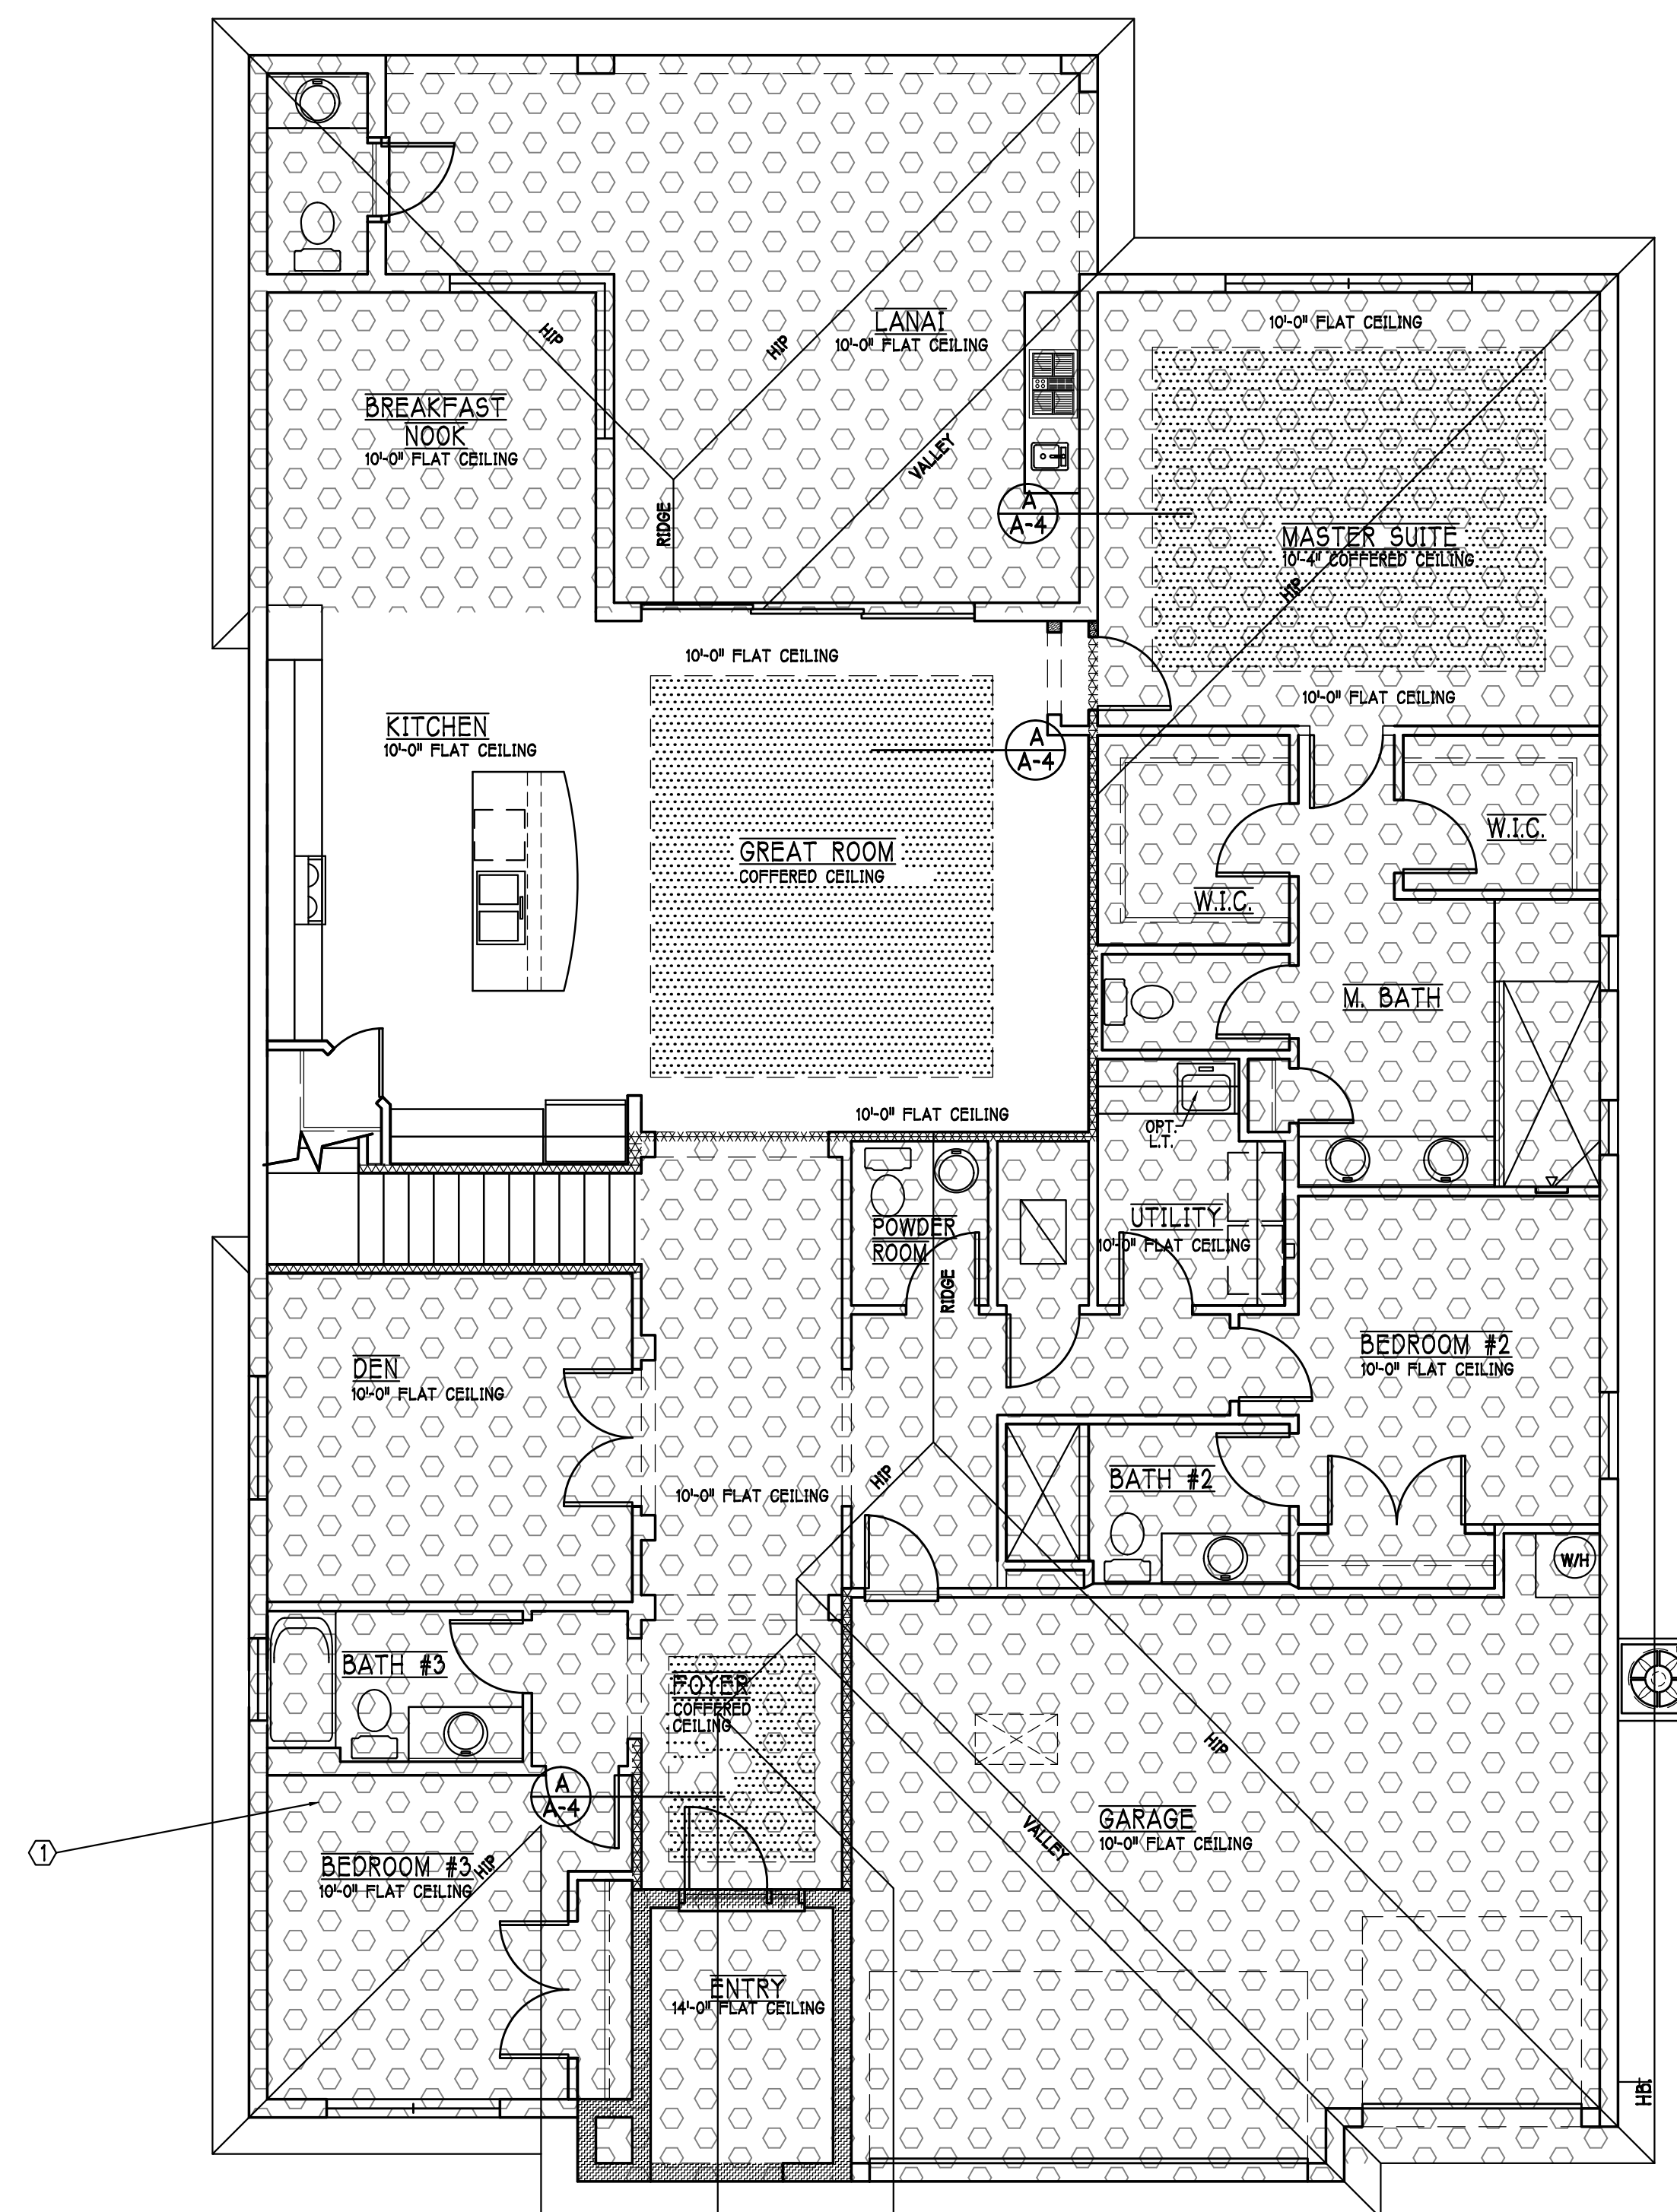 HIP
HIP
LANAI
10'-0" FLAT CEILING
10'-0" FLAT CEILING
BREAKFAST
NOOK
10'-0" FLAT CEILING
VALLEY
RIDGE
A
A-4
MASTER SUITE
10'-4" COFFERED CEILING
HIP
10'-0" FLAT CEILING
10'-0" FLAT CEILING
KITCHEN
10'-0" FLAT CEILING
A
A-4
GREAT ROOM
COFFERED CEILING
W.I.C.
W.I.C.
M. BATH
10'-0" FLAT CEILING
OPT.
L.T.
POWDER
ROOM
UTILITY
10'-0" FLAT CEILING
RIDGE
DEN
10'-0" FLAT CEILING
BEDROOM #2
10'-0" FLAT CEILING
HIP
BATH #2
10'-0" FLAT CEILING
W/H
BATH #3
FOYER
COFFERED
CEILING
HIP
A
A-4
1
BEDROOM #3
10'-0" FLAT CEILING
HIP
VALLEY
GARAGE
10'-0" FLAT CEILING
ENTRY
14'-0" FLAT CEILING
HB.